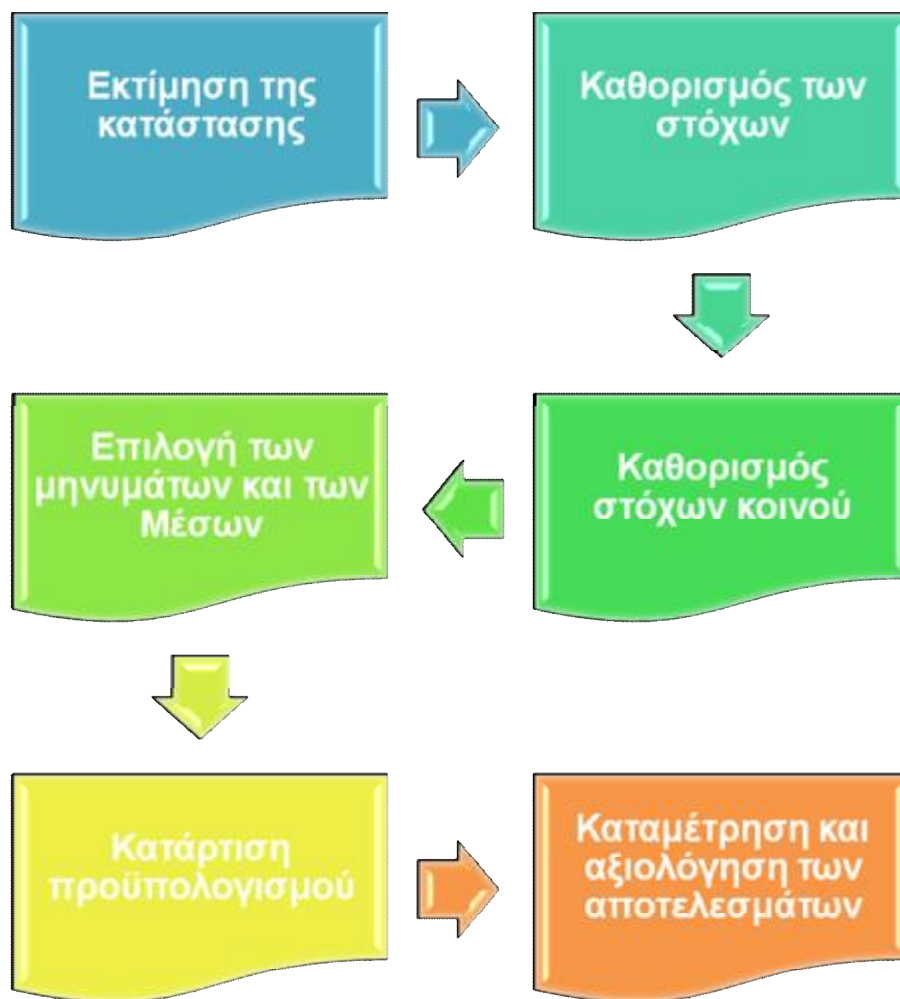 Εκτίμηση της
κατάστασης
Καθορισμός των
στόχων
Καθορισμός
στόχων κοινού
Επιλογή των
μηνυμάτων και των
Μέσων
Κατάρτιση
προϋπολογισμού
Καταμέτρηση και
αξιολόγηση των
αποτελεσμάτων